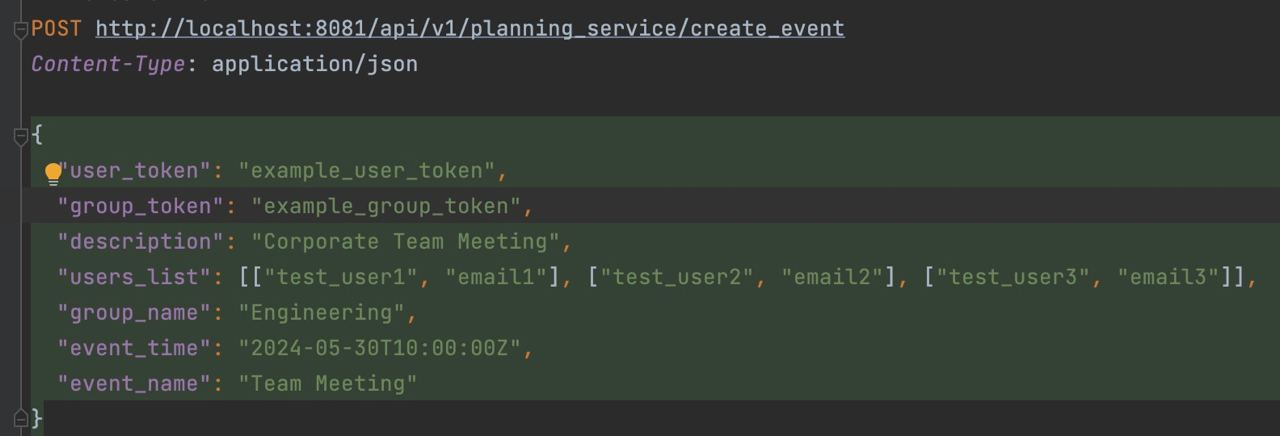 POST http://localhost:8081/api/v1/planning_service/create_event
Content-Type: application/json
{
"user_token": "example_user_token",
"group_token": "example_group_token",
"description": "Corporate Team Meeting",
"users_list": [["test_user1", "email1"], ["test_user2", "email2"], ["test_user3", "email3"]],
"group_name": "Engineering",
"event_time": "2024-05-30T10:00:00Z",
"event_name": "Team Meeting"
}